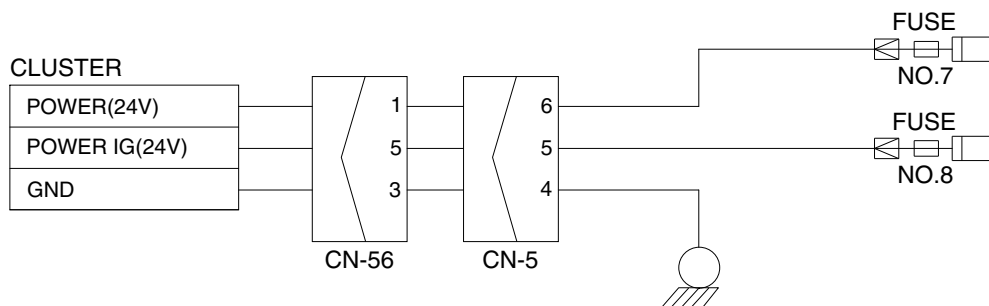 FUSE
NO.7
CLUSTER
POWER(24V)
1
6
FUSE
NO.8
POWER IG(24V)
5
5
GND
3
4
CN-56
CN-5